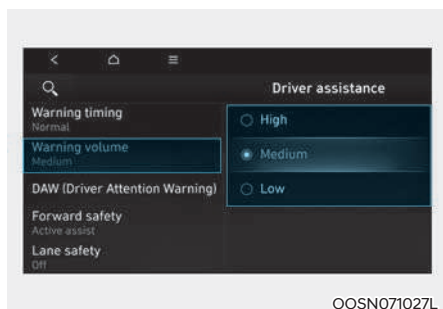 Driver assistance
Warning timing
Normal
Warning volume
Medium
DAW (Driver Attention Warning)
Forward safety
Active assist
Lane safety
Off
High
Medium
Low
OOSN071027L